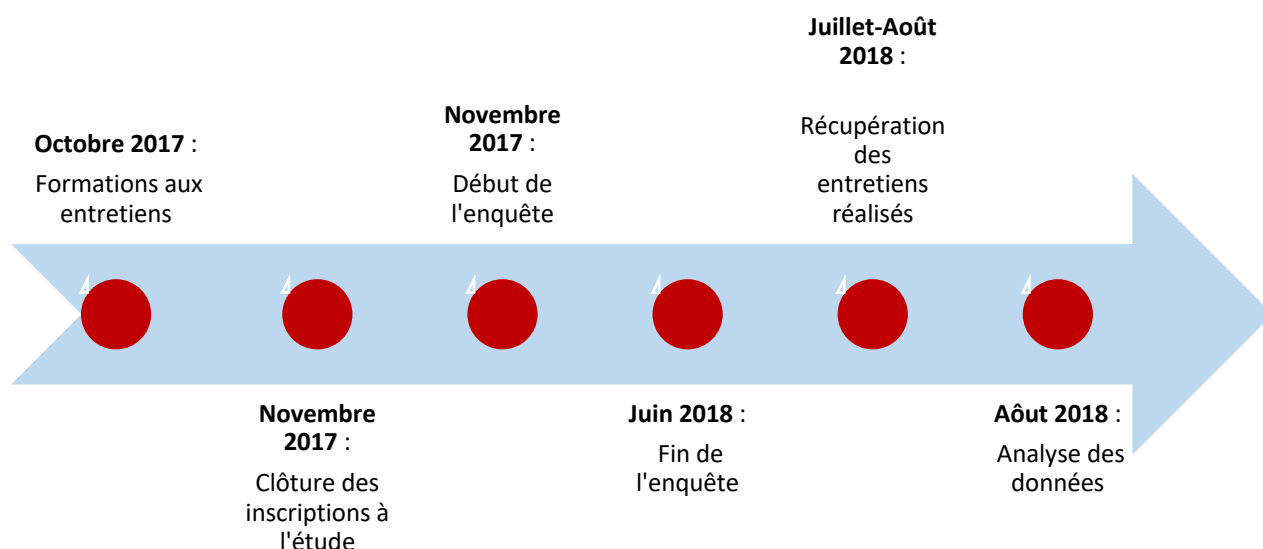 Octobre 2017 :
Formations aux
entretiens
Novembre
2017 :
Clôture des
inscriptions à
l'étude
Novembre
2017 :
Début de
l'enquête
Juin 2018 :
Fin de
l'enquête
Juillet-Août
2018 :
Récupération
des
entretiens
réalisés
Aôut 2018 :
Analyse des
données